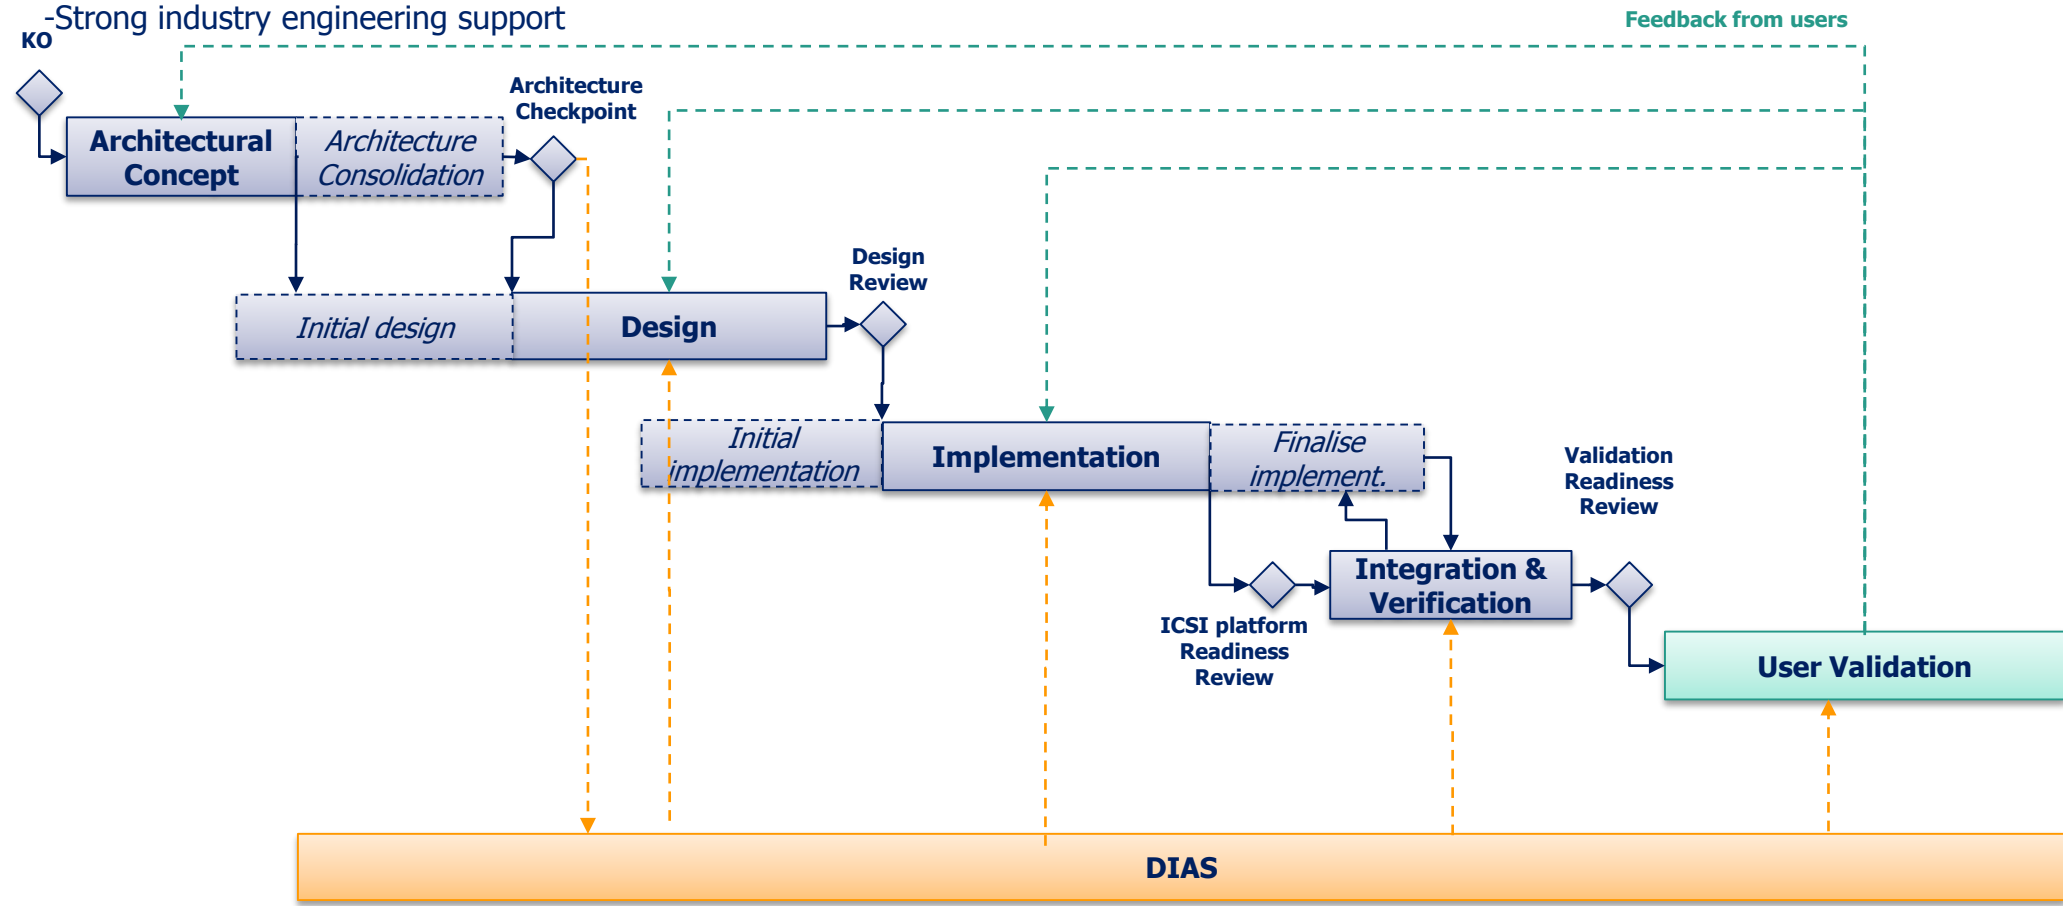 -Strong industry engineering support
KO
Feedback from users
Architecture
Checkpoint
Architectural
Concept
Architecture
Consolidation
Design
Review
Initial design
Design
Initial
implementation
Implementation
Finalise
implement.
Validation
Readiness
Review
Integration &
Verification
ICSI platform
Readiness
Review
User Validation
DIAS